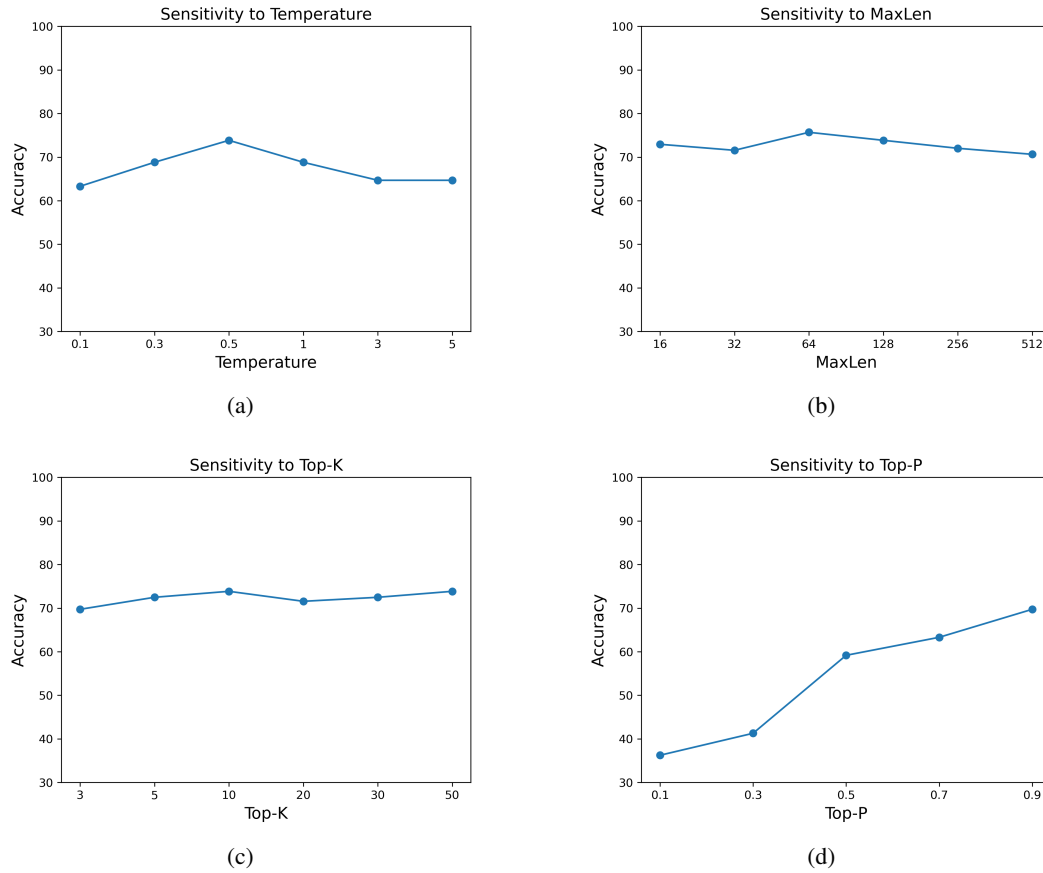 Sensitivity to Temperature
100
90
80
70
60
50
40
30
Accuracy
0.1 0.3 0.5 1 3 5
Temperature
(a)
Sensitivity to MaxLen
100
90
80
70
60
50
40
30
Accuracy
16 32 64 128 256 512
MaxLen
(b)
Sensitivity to Top-K
100
90
80
70
60
50
40
30
Accuracy
3 5 10 20 30 50
Top-K
(c)
Sensitivity to Top-P
100
90
80
70
60
50
40
30
Accuracy
0.1 0.3 0.5 0.7 0.9
Top-P
(d)